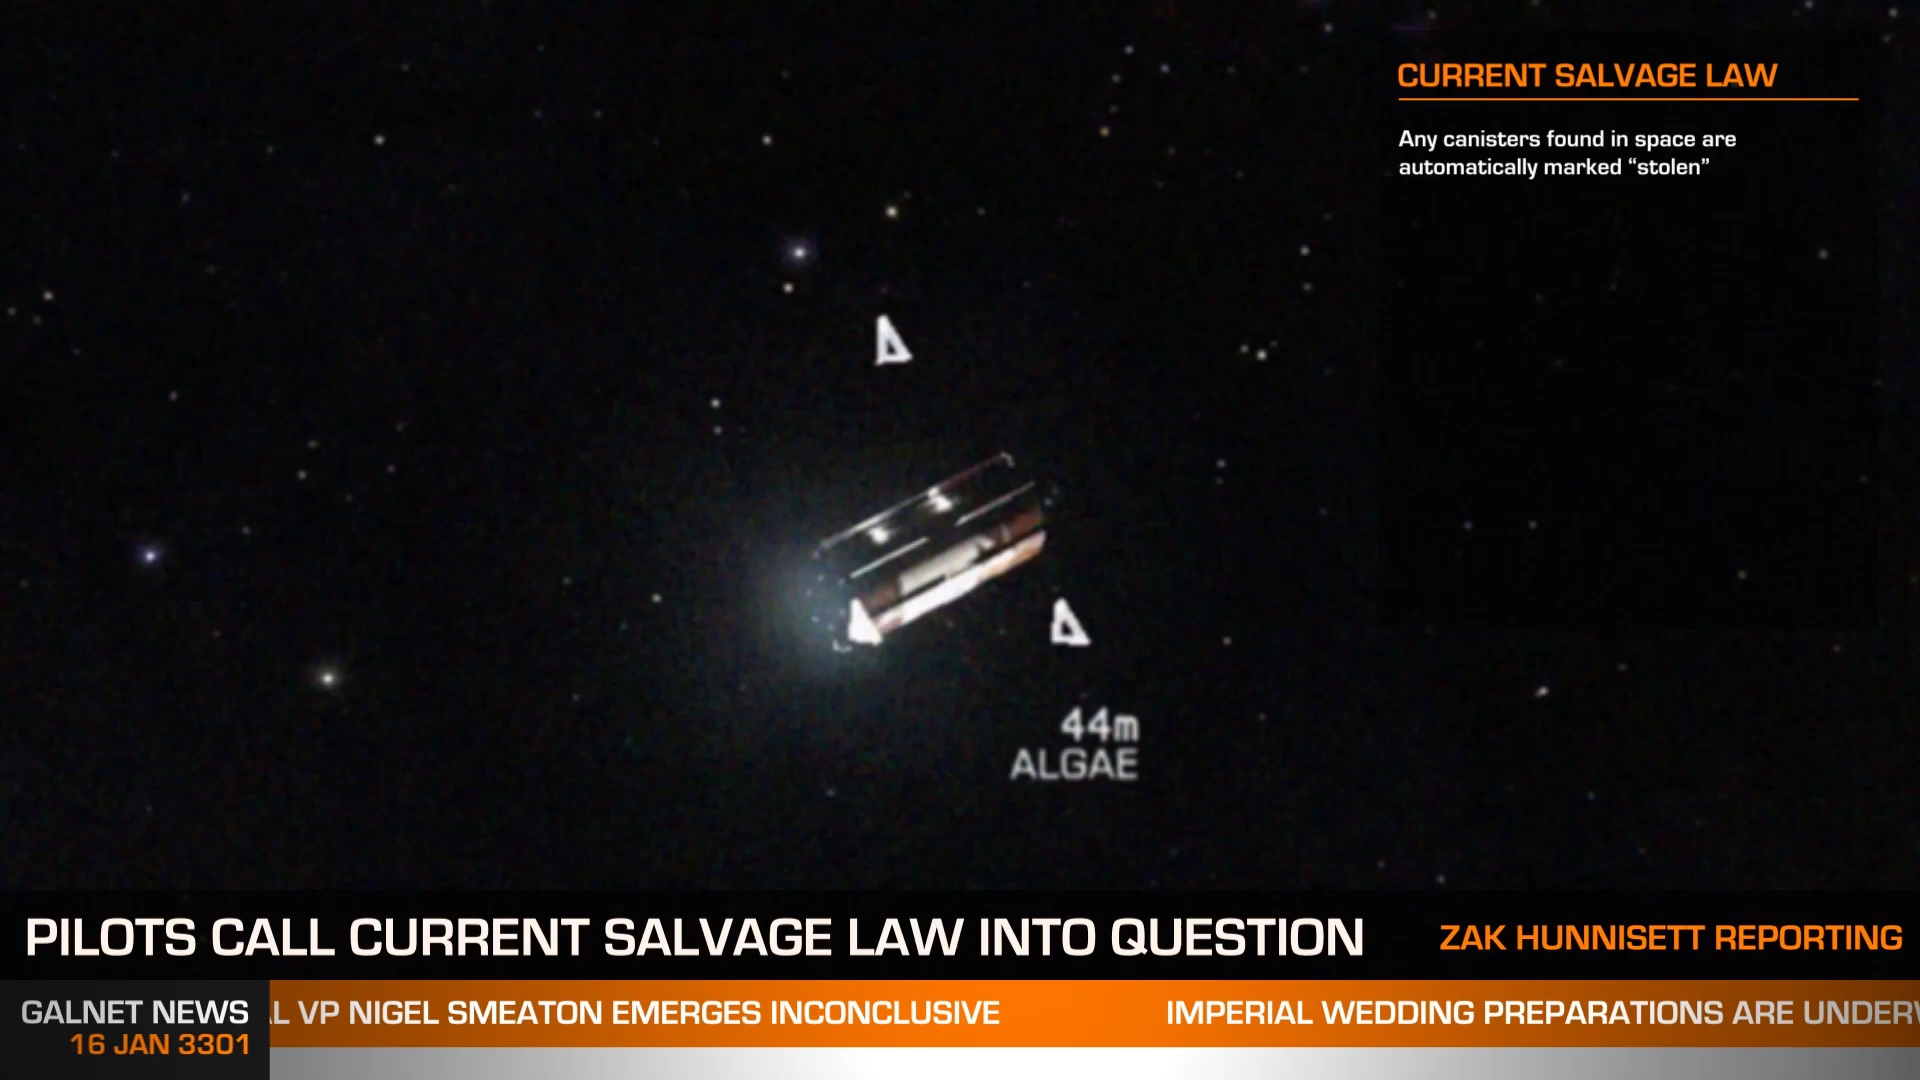 CURRENT SALVAGE LAW
Any canisters found in space are
automatically marked “stolen”
44m
ALGAE
PILOTS CALL CURRENT SALVAGE LAW INTO QUESTION
ZAK HUNNISETT REPORTING
GALNET NEWS
16 JAN 3301
L VP NIGEL SMEATON EMERGES INCONCLUSIVE
IMPERIAL WEDDING PREPARATIONS ARE UNDERW